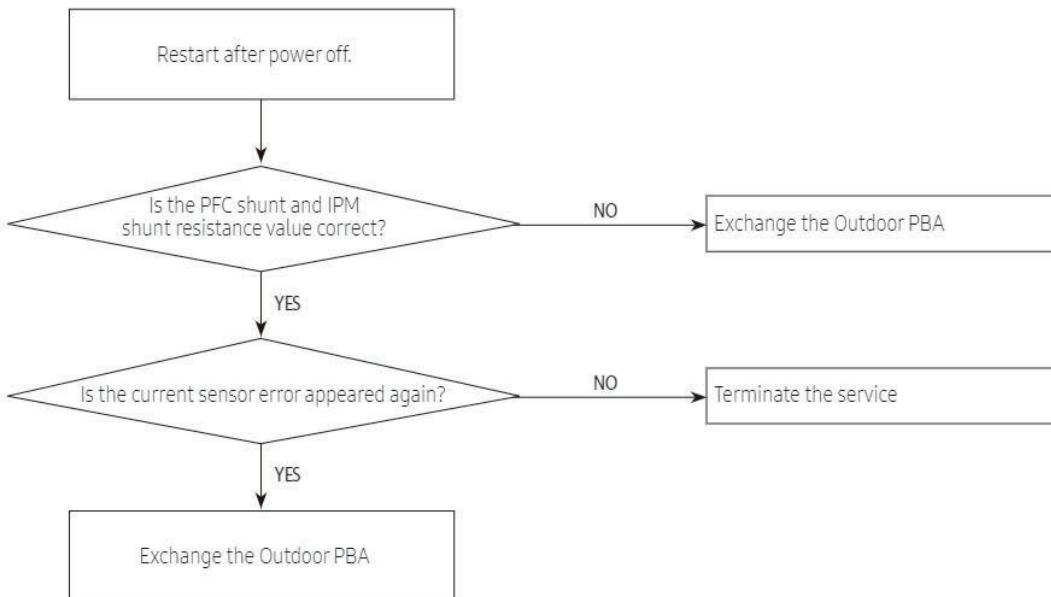 Restart after power off.
Is the PFC shunt and IPM
shunt resistance value correct?
NO
Exchange the Outdoor PBA
YES
Is the current sensor error appeared again?
NO
Terminate the service
YES
Exchange the Outdoor PBA